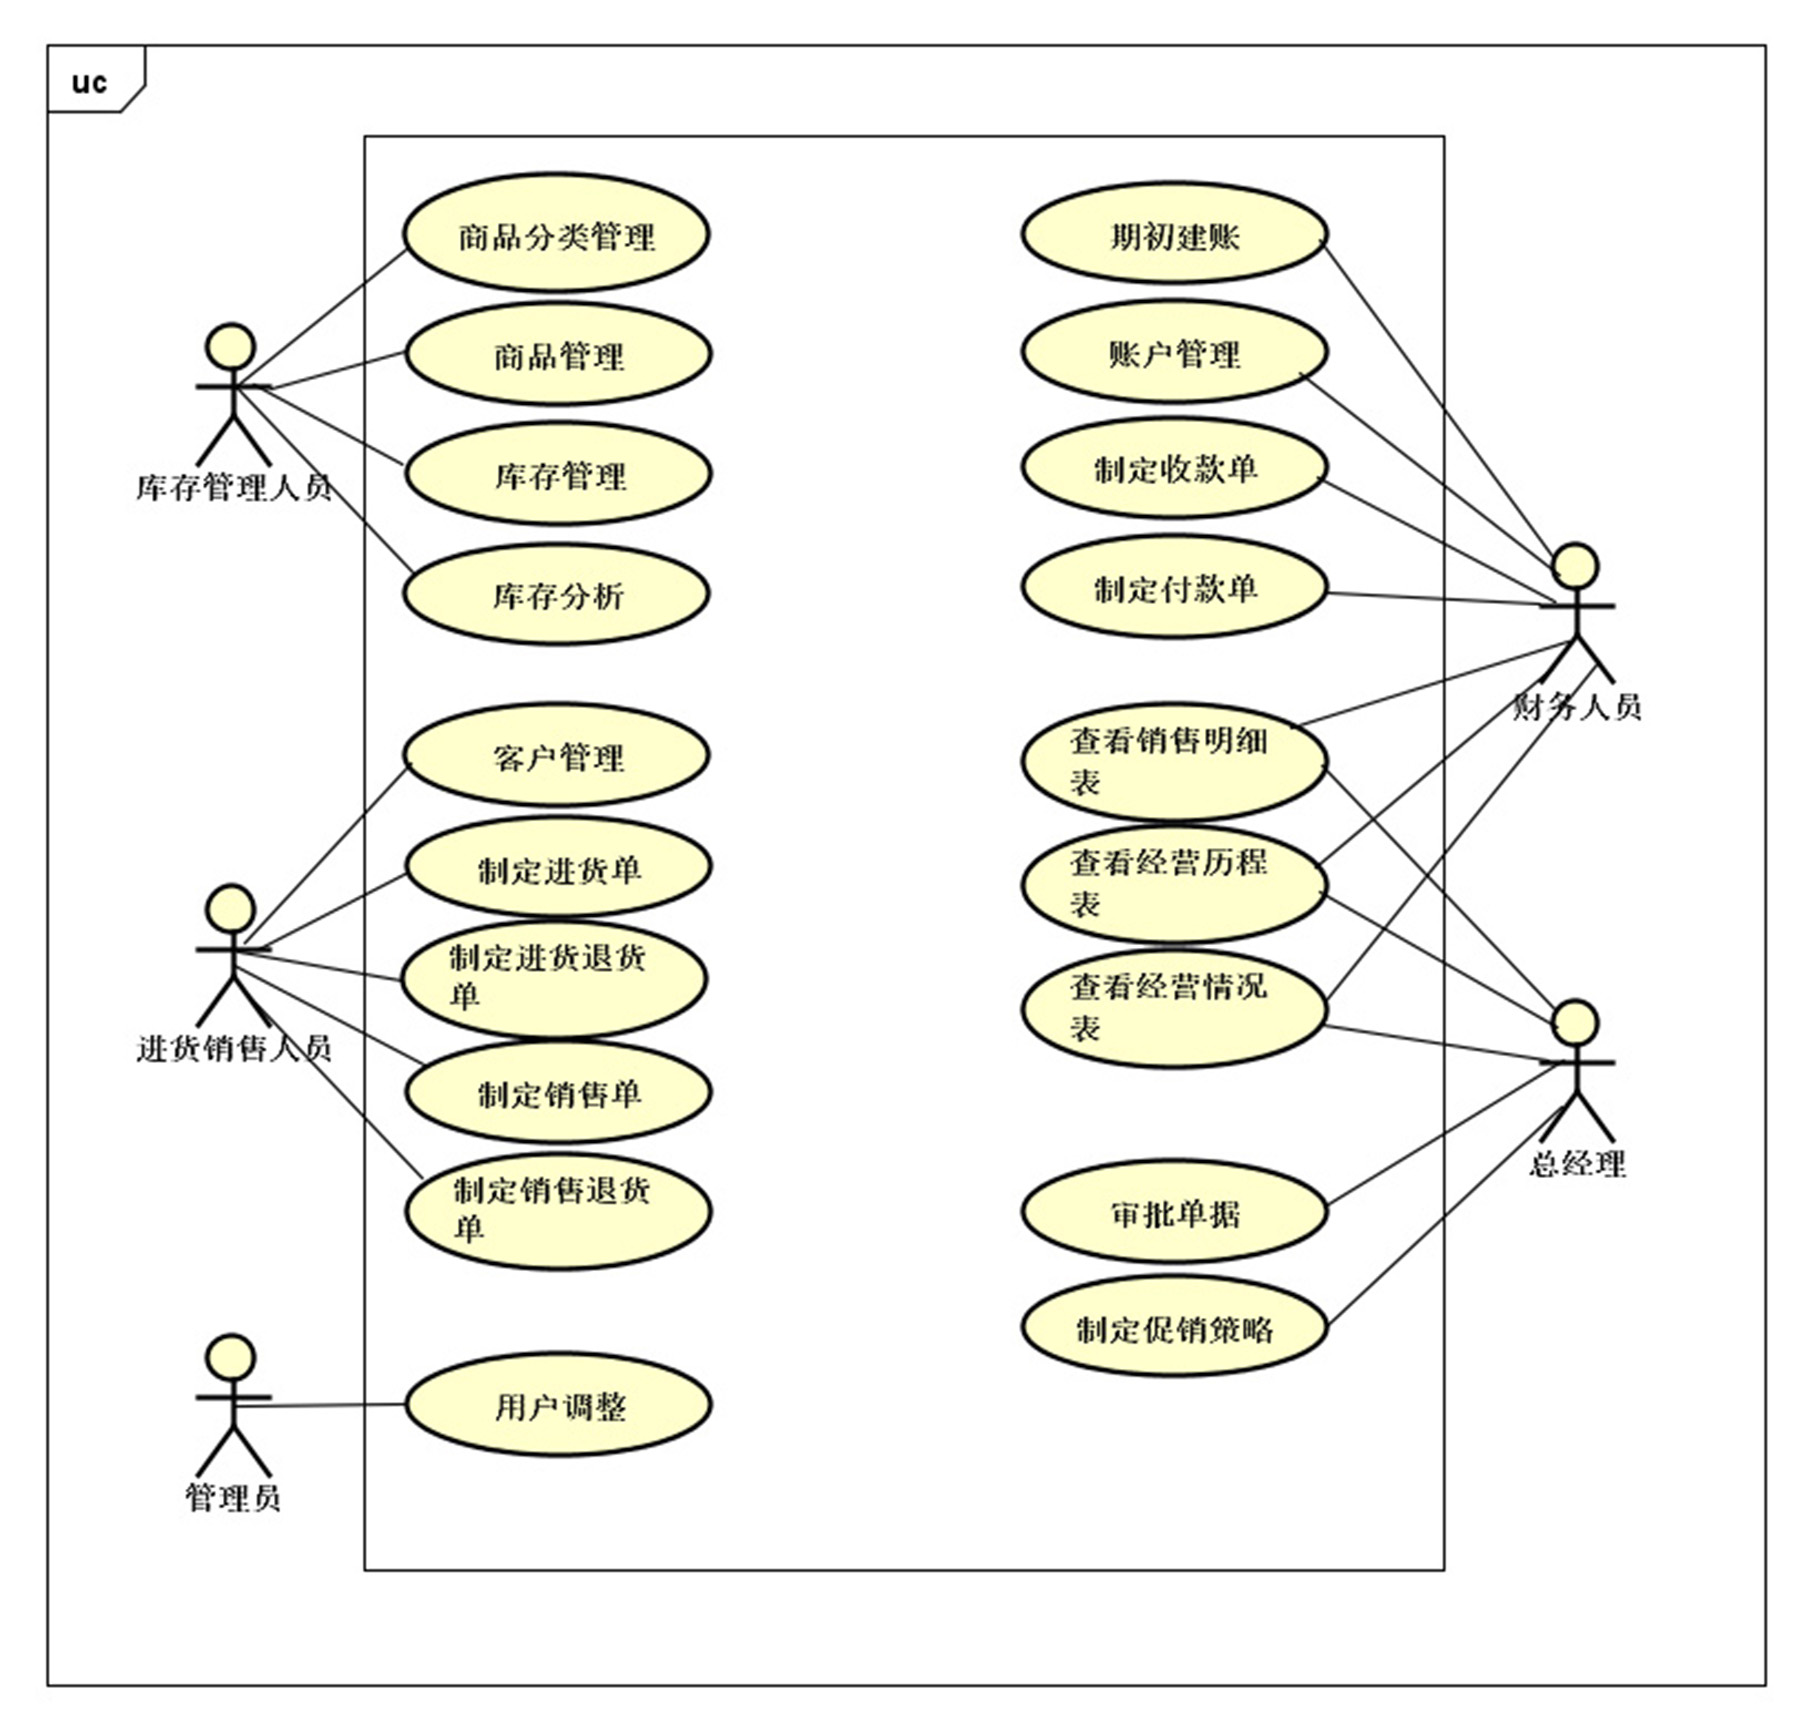 uc
商品分类管理
商品管理
库存管理
库存分析
库存管理人员
客户管理
制定进货单
制定进货退货
单
制定销售单
制定销售退货
单
进货销售人员
用户调整
管理员
期初建账
账户管理
制定收款单
制定付款单
财务人员
查看销售明细
表
查看经营历程
表
查看经营情况
表
总经理
审批单据
制定促销策略